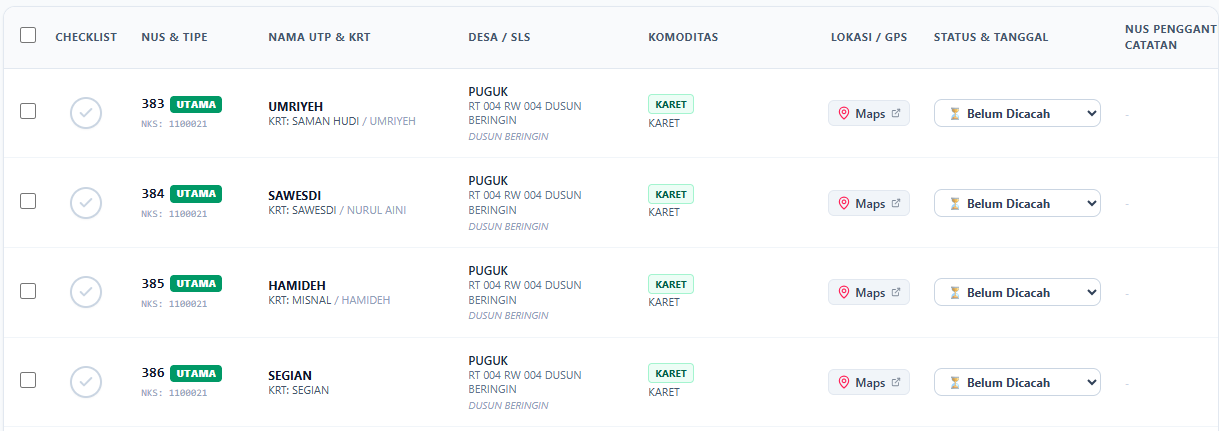 CHECKLIST NUS & TIPE NAMA UTP & KRT DESA / SLS KOMODITAS LOKASI / GPS STATUS & TANGGAL NUS PENGGANT
CATATAN
383 UTAMA
NKS: 1100021
UMRIYEH
KRT: SAMAN HUDI / UMRIYEH
PUGUK
RT 004 RW 004 DUSUN
BERINGIN
DUSUN BERINGIN
KARET
KARET
Maps
Belum Dicacah
-
384 UTAMA
NKS: 1100021
SAWESDI
KRT: SAWESDI / NURUL AINI
PUGUK
RT 004 RW 004 DUSUN
BERINGIN
DUSUN BERINGIN
KARET
KARET
Maps
Belum Dicacah
-
385 UTAMA
NKS: 1100021
HAMIDEH
KRT: MISNAL / HAMIDEH
PUGUK
RT 004 RW 004 DUSUN
BERINGIN
DUSUN BERINGIN
KARET
KARET
Maps
Belum Dicacah
-
386 UTAMA
NKS: 1100021
SEGIAN
KRT: SEGIAN
PUGUK
RT 004 RW 004 DUSUN
BERINGIN
DUSUN BERINGIN
KARET
KARET
Maps
Belum Dicacah
-